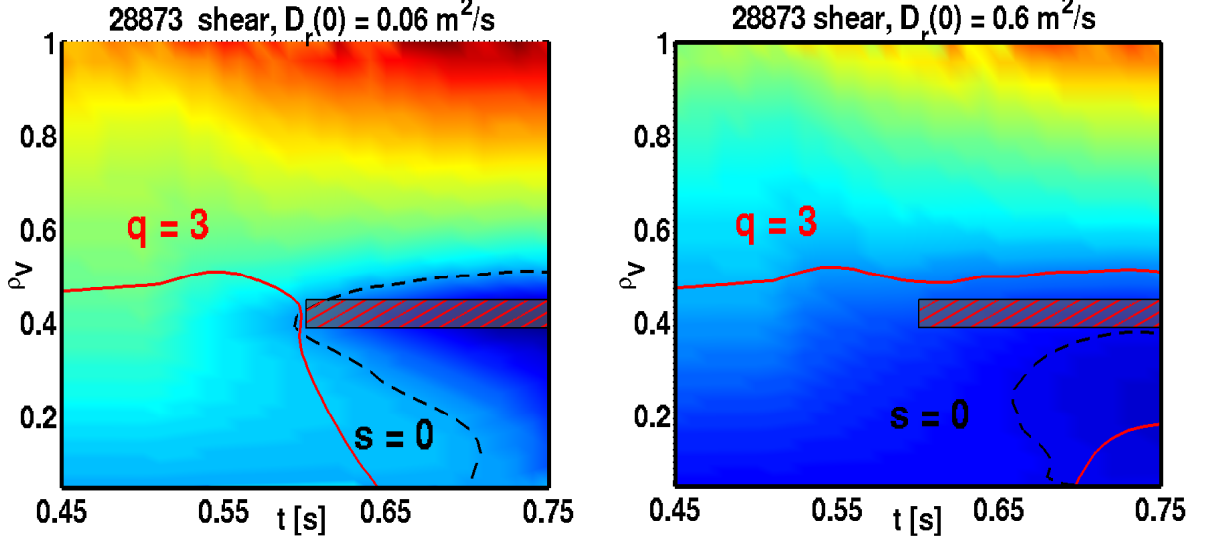 28873 shear, D_r(0) = 0.06 m²/s
1
0.8
0.6
0.4
0.2
ρ_V
q = 3
s = 0
0.45
0.55
0.65
0.75
t [s]
28873 shear, D_r(0) = 0.6 m²/s
1
0.8
0.6
0.4
0.2
ρ_V
q = 3
s = 0
0.45
0.55
0.65
0.75
t [s]